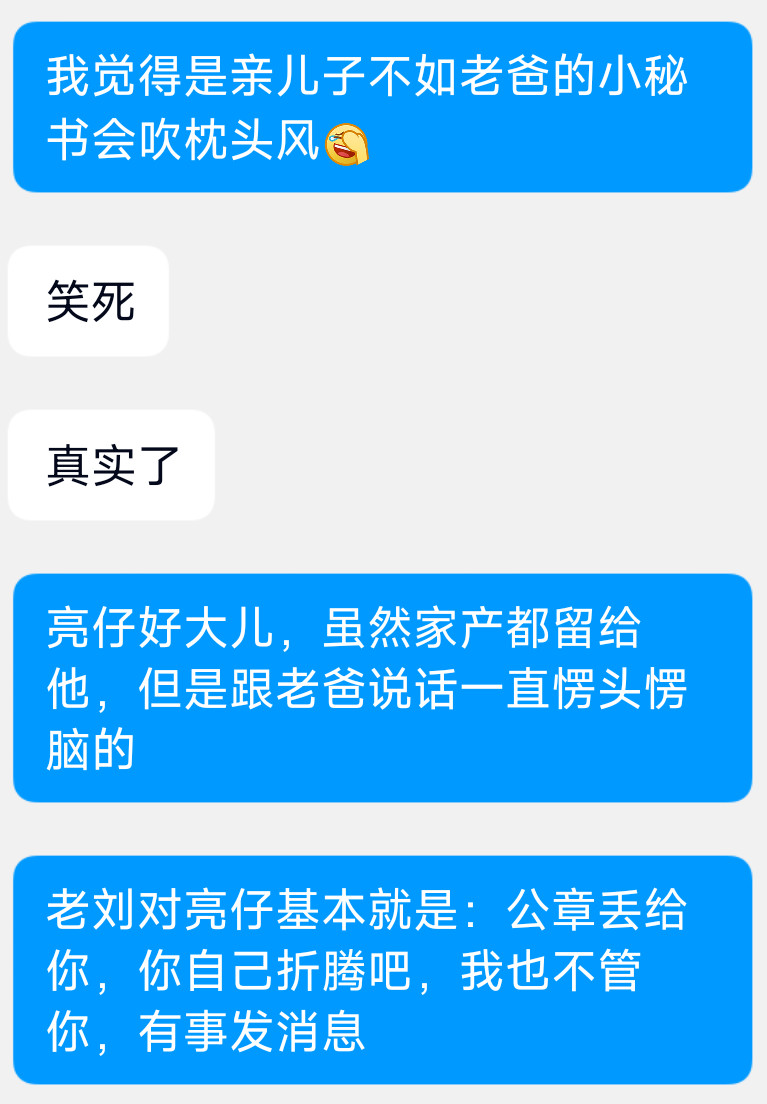 我觉得是亲儿子不如老爸的小秘
书会吹枕头风
笑死
真实了
亮仔好大儿，虽然家产都留给
他，但是跟老爸说话一直愣头愣
脑的
老刘对亮仔基本就是：公章丢给
你，你自己折腾吧，我也不管
你，有事发消息